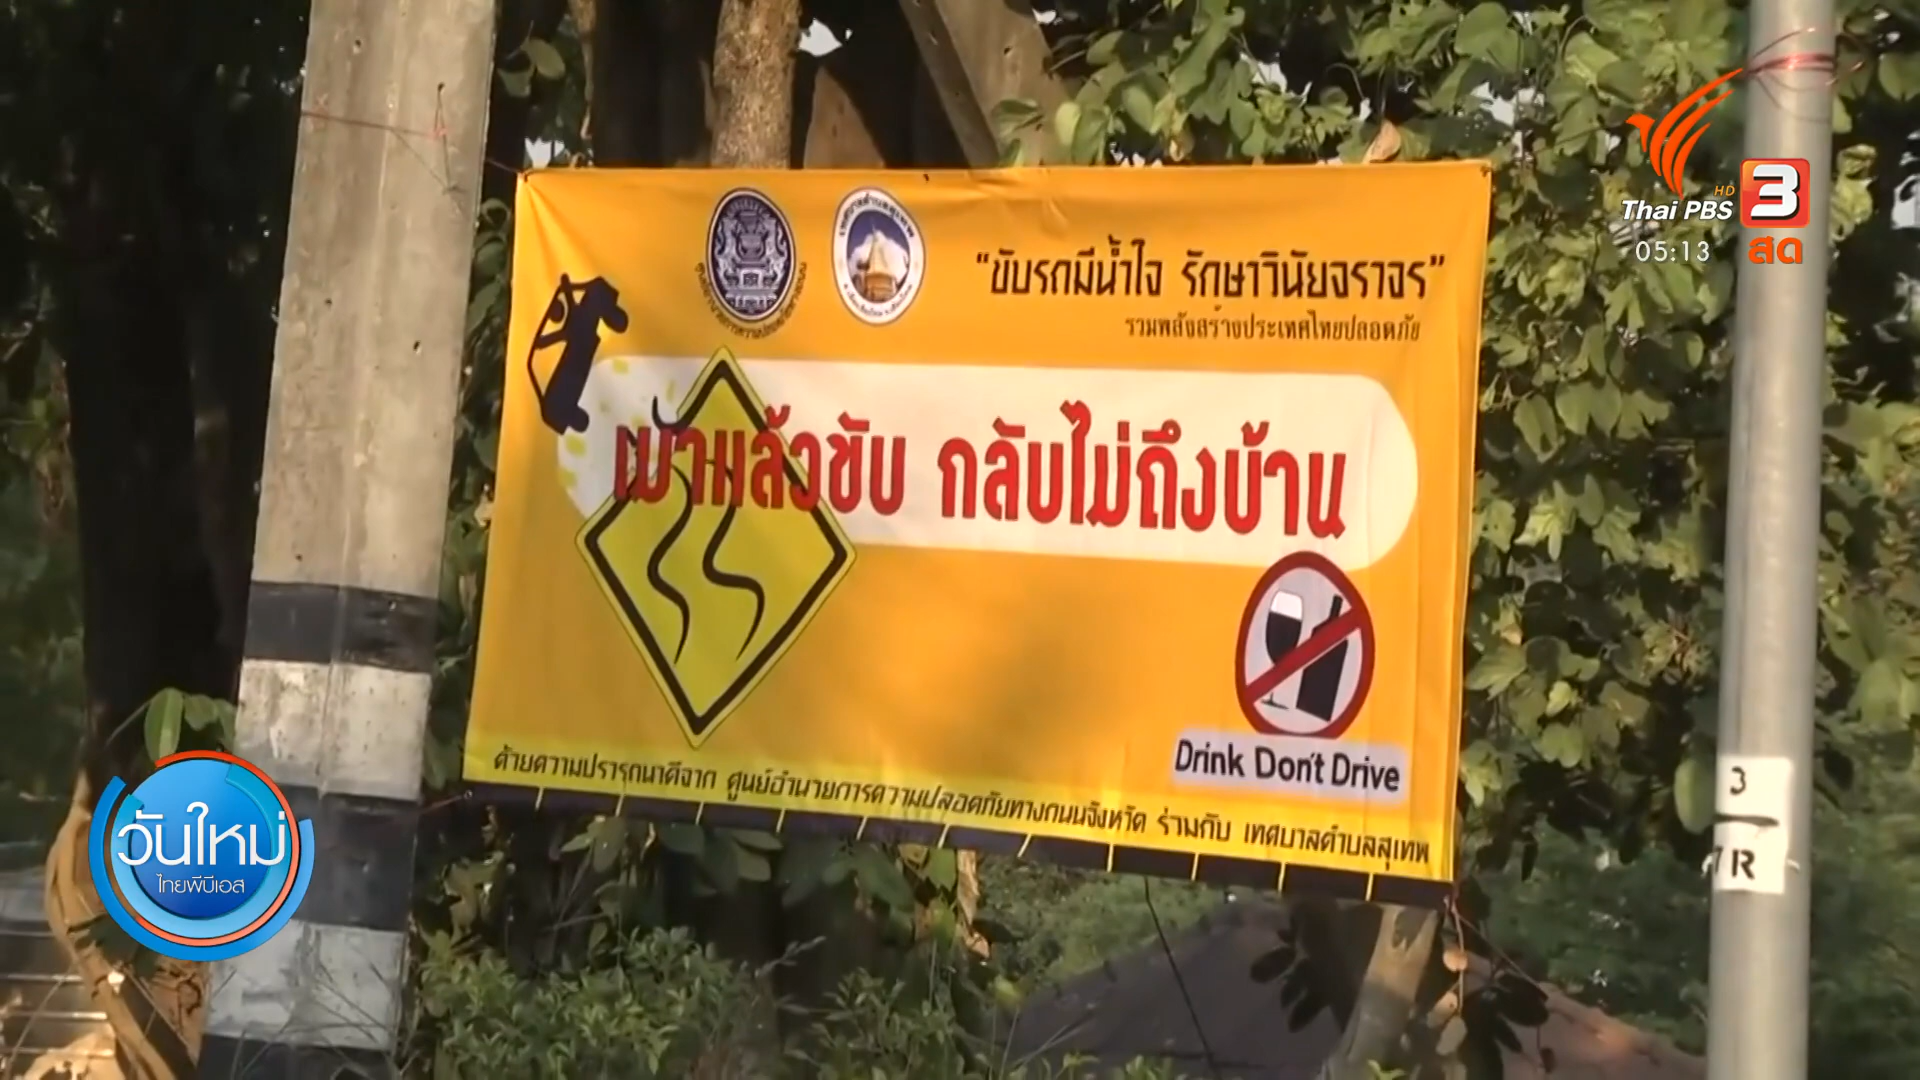 Thai PBS
HD
3
05:13
สด
"ขับรถมีน้ำใจ รักษาวินัยจราจร"
รวมพลังสร้างประเทศไทยปลอดภัย
เมาแล้วขับ กลับไม่ถึงบ้าน
Drink Don't Drive
ด้วยความปรารถนาดีจาก ศูนย์อำนวยการความปลอดภัยทางถนนจังหวัด ร่วมกับ เทศบาลตำบลสุเทพ
3
7R
วันใหม่
ไทยพีบีเอส